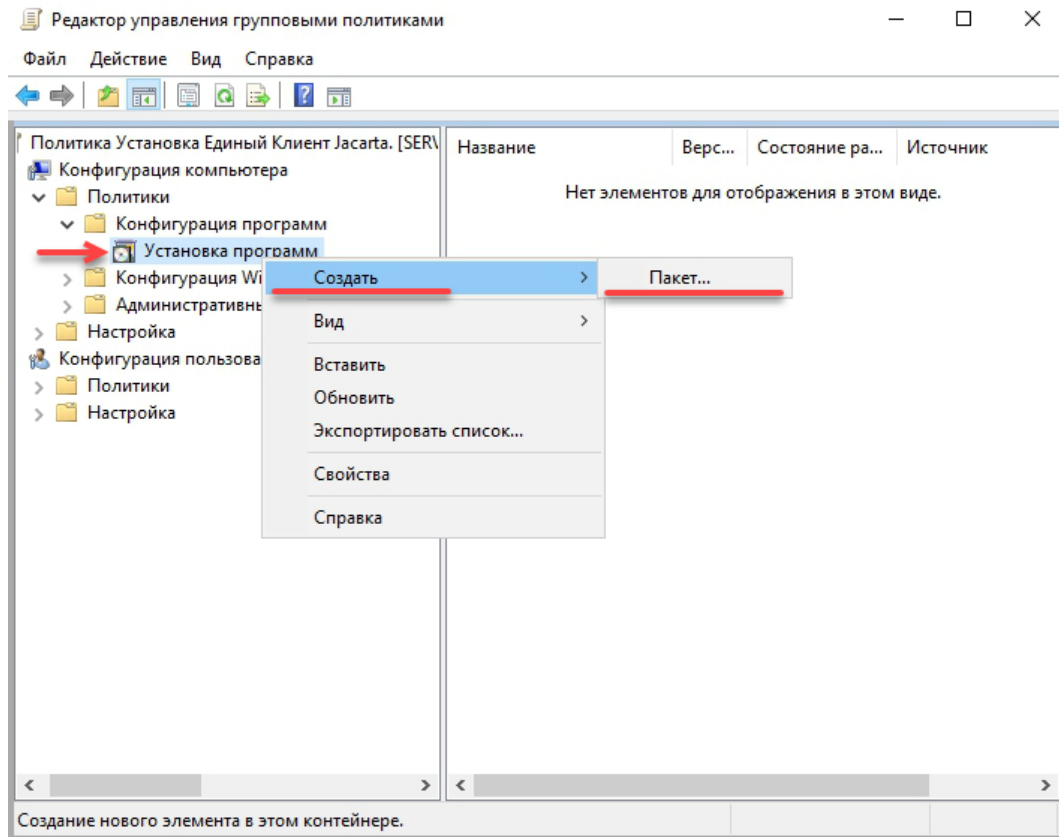 Редактор управления групповыми политиками
Файл Действие Вид Справка
Политика Установка Единый Клиент Jacarta. [SER\
Конфигурация компьютера
Политики
Конфигурация программ
Установка программ
Конфигурация Wi
Административнь
Настройка
Конфигурация пользова
Политики
Настройка
Название Верс... Состояние ра... Источник
Нет элементов для отображения в этом виде.
Создать
Вид
Вставить
Обновить
Экспортировать список...
Свойства
Справка
Пакет...
Создание нового элемента в этом контейнере.